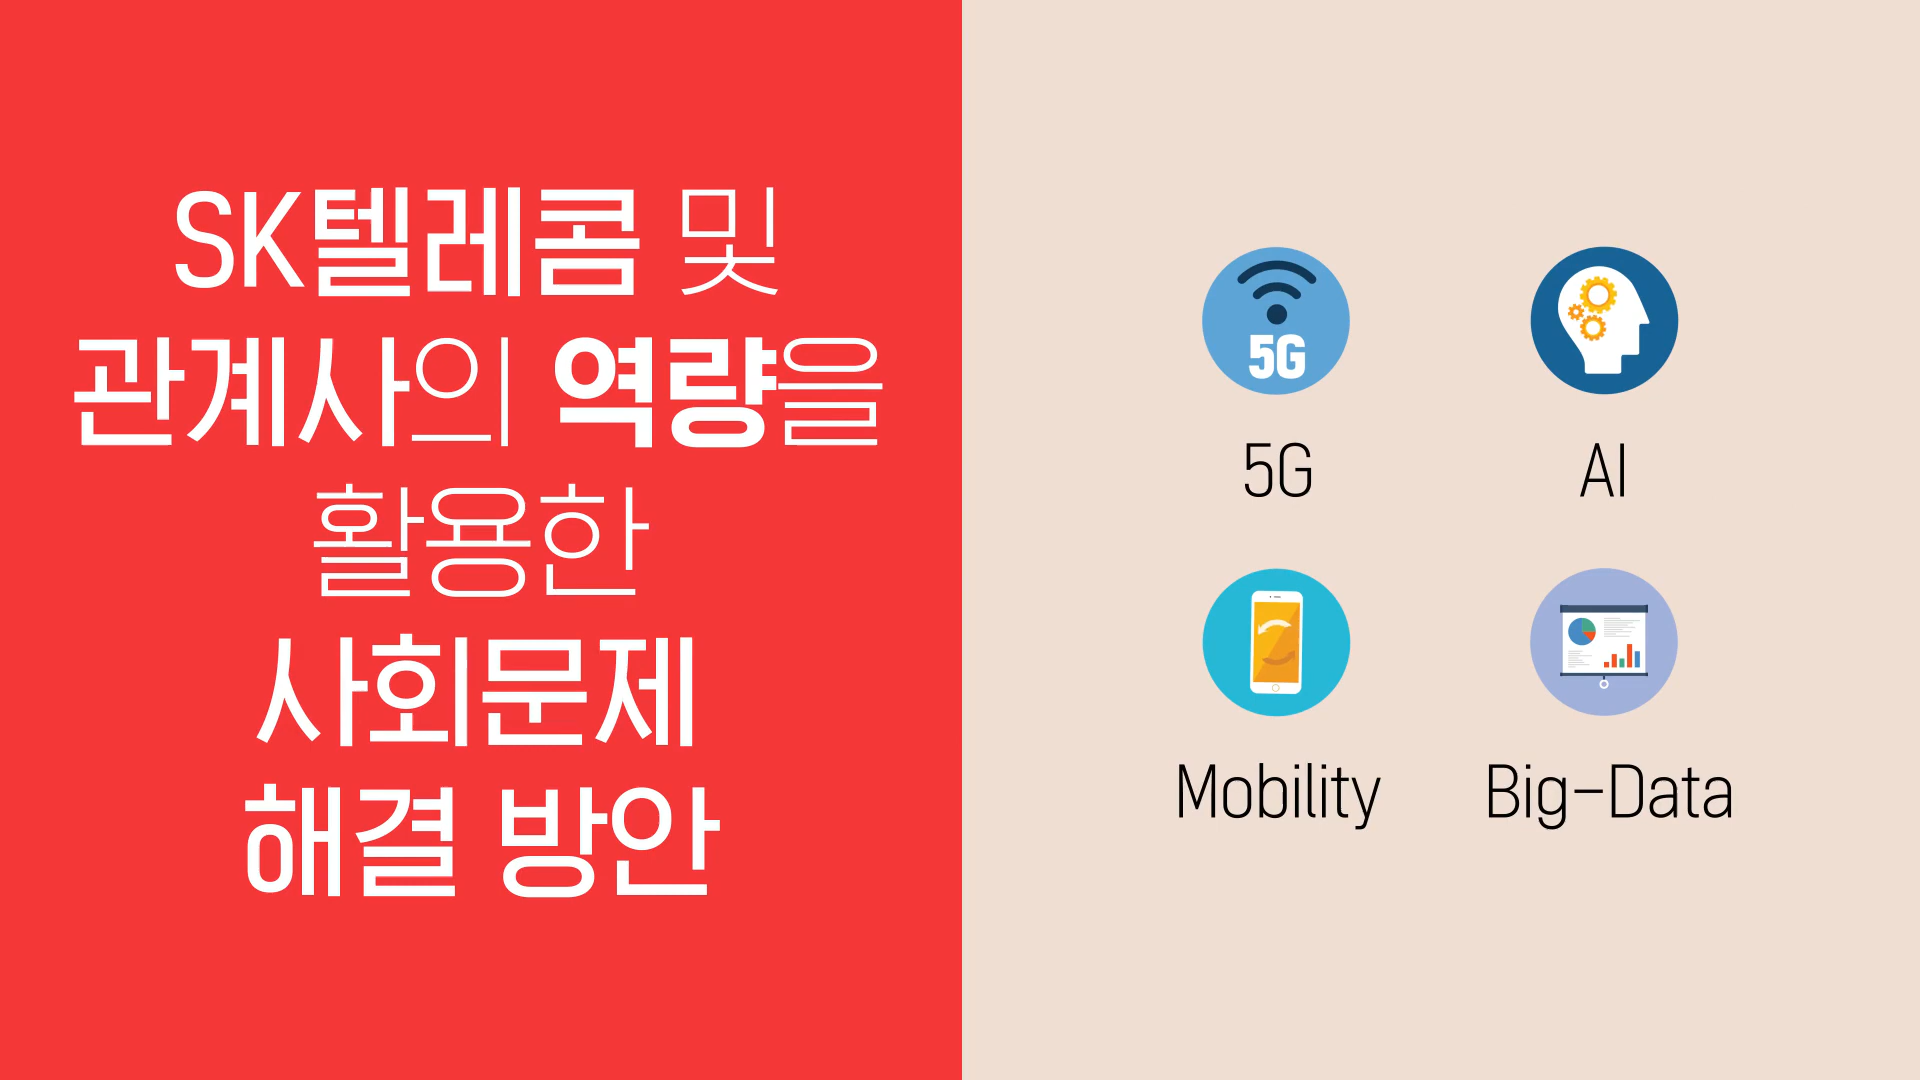 SK텔레콤 및
관계사의 역량을
활용한
사회문제
해결 방안
5G
5G
AI
Mobility
Big-Data